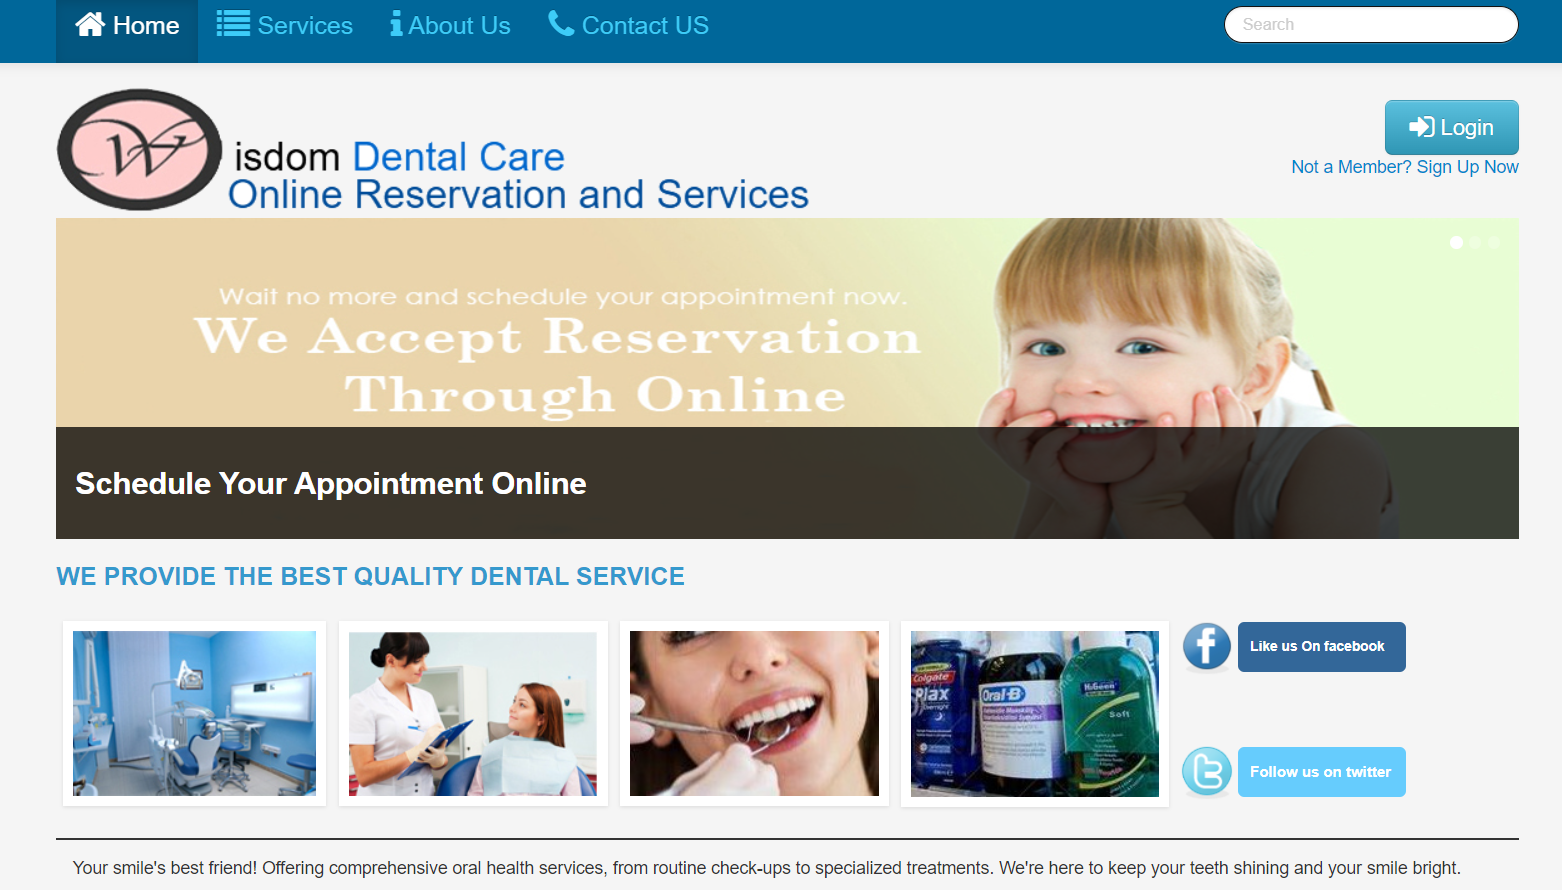 Home
Services
About Us
Contact US
Search
W isdom Dental Care
Online Reservation and Services
Login
Not a Member? Sign Up Now
Wait no more and schedule your appointment now.
We Accept Reservation
Through Online
Schedule Your Appointment Online
WE PROVIDE THE BEST QUALITY DENTAL SERVICE
Colgate
Plax
Overnight
Oral-B
HiGeen
Soft
Like us On facebook
Follow us on twitter
Your smile's best friend! Offering comprehensive oral health services, from routine check-ups to specialized treatments. We're here to keep your teeth shining and your smile bright.